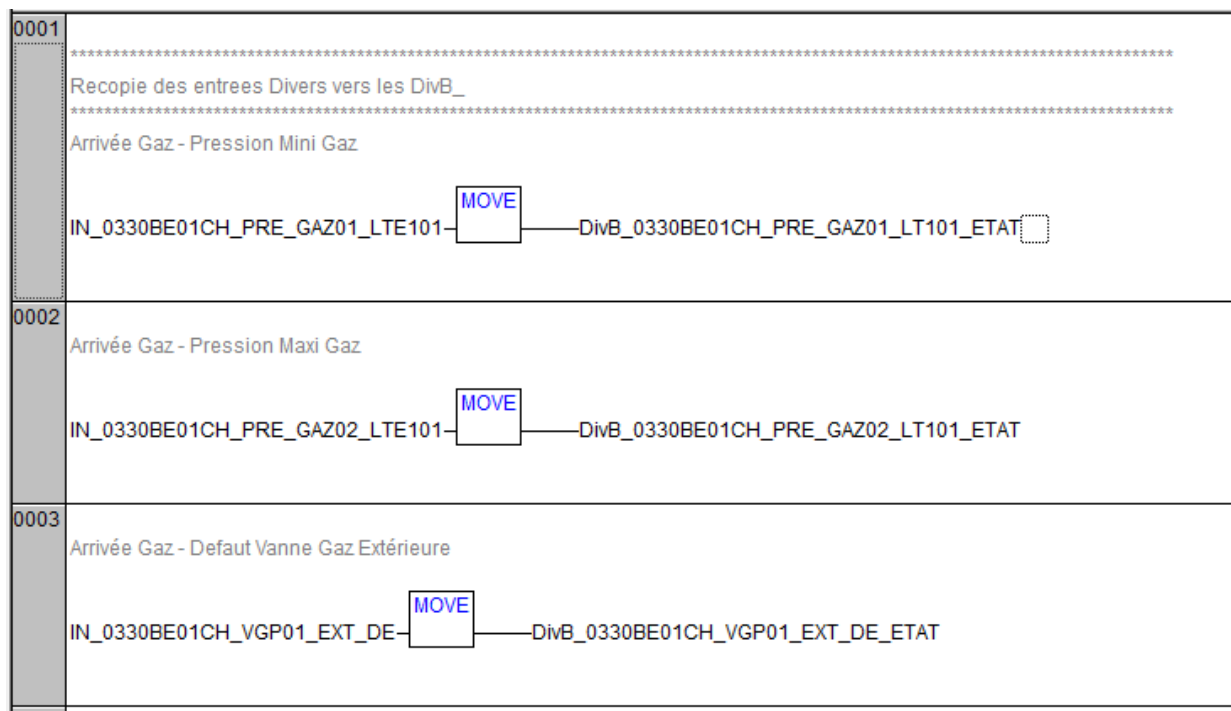 0001
***********************************************************************************************************************************
Recopie des entrees Divers vers les DivB_
***********************************************************************************************************************************
Arrivée Gaz - Pression Mini Gaz
MOVE
IN_0330BE01CH_PRE_GAZ01_LTE101 DivB_0330BE01CH_PRE_GAZ01_LT101_ETAT
0002
Arrivée Gaz - Pression Maxi Gaz
MOVE
IN_0330BE01CH_PRE_GAZ02_LTE101 DivB_0330BE01CH_PRE_GAZ02_LT101_ETAT
0003
Arrivée Gaz - Defaut Vanne Gaz Extérieure
MOVE
IN_0330BE01CH_VGP01_EXT_DE DivB_0330BE01CH_VGP01_EXT_DE_ETAT